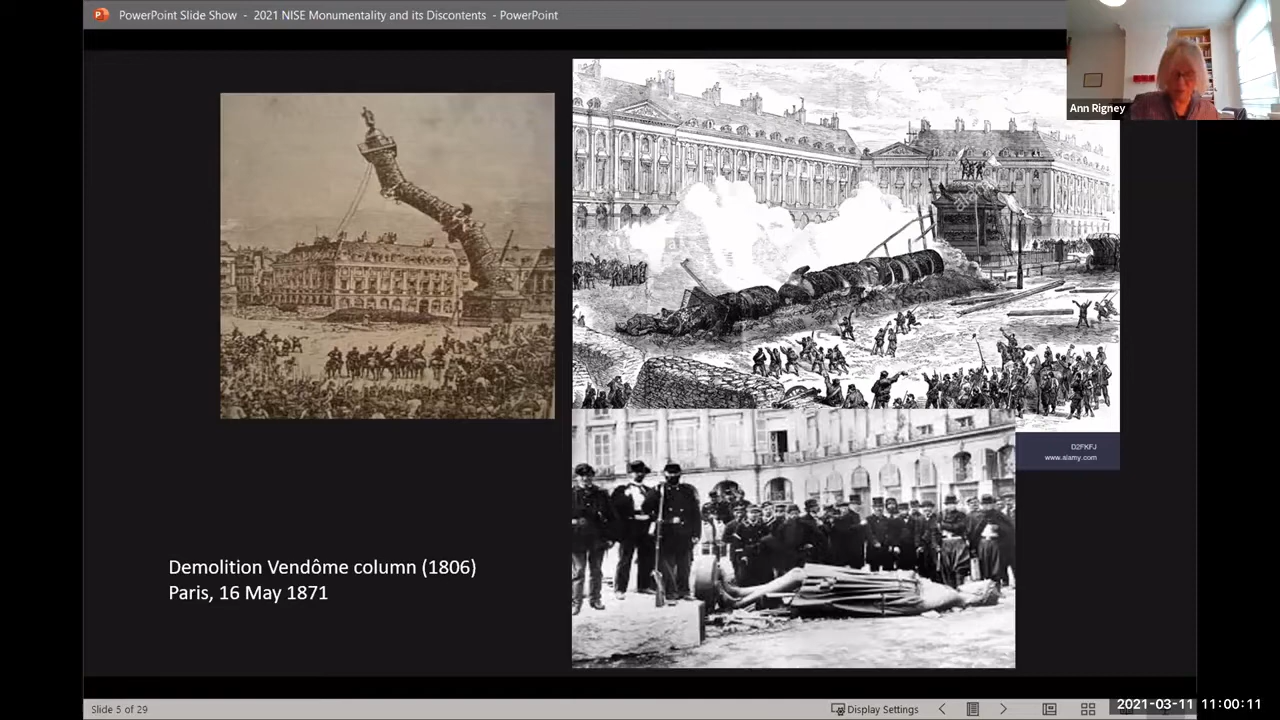 PowerPoint Slide Show - 2021 NISE Monumentality and its Discontents - PowerPoint
Ann Rigney
D2FKFJ
www.alamy.com
Demolition Vendôme column (1806)
Paris, 16 May 1871
Slide 5 of 29
Display Settings
2021-03-11 11:00:11